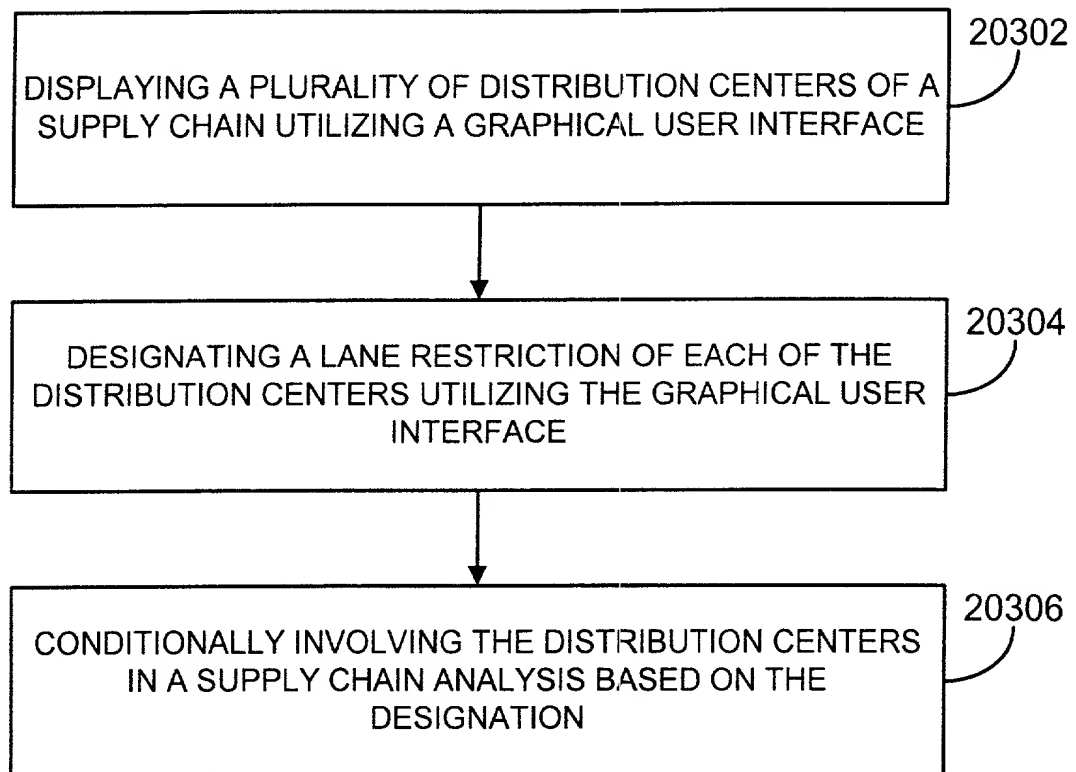 20302
DISPLAYING A PLURALITY OF DISTRIBUTION CENTERS OF A
SUPPLY CHAIN UTILIZING A GRAPHICAL USER INTERFACE
20304
DESIGNATING A LANE RESTRICTION OF EACH OF THE
DISTRIBUTION CENTERS UTILIZING THE GRAPHICAL USER
INTERFACE
20306
CONDITIONALLY INVOLVING THE DISTRIBUTION CENTERS
IN A SUPPLY CHAIN ANALYSIS BASED ON THE
DESIGNATION